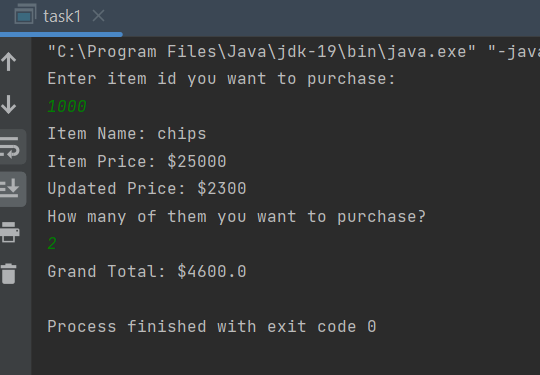 task1
"C:\Program Files\Java\jdk-19\bin\java.exe" "-java
Enter item id you want to purchase:
1000
Item Name: chips
Item Price: $25000
Updated Price: $2300
How many of them you want to purchase?
2
Grand Total: $4600.0
Process finished with exit code 0